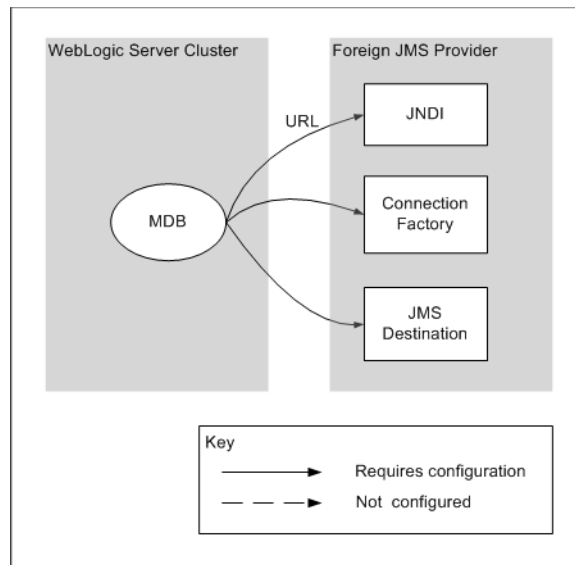 WebLogic Server Cluster
Foreign JMS Provider
URL
JNDI
MDB
Connection
Factory
JMS
Destination
Key
Requires configuration
Not configured